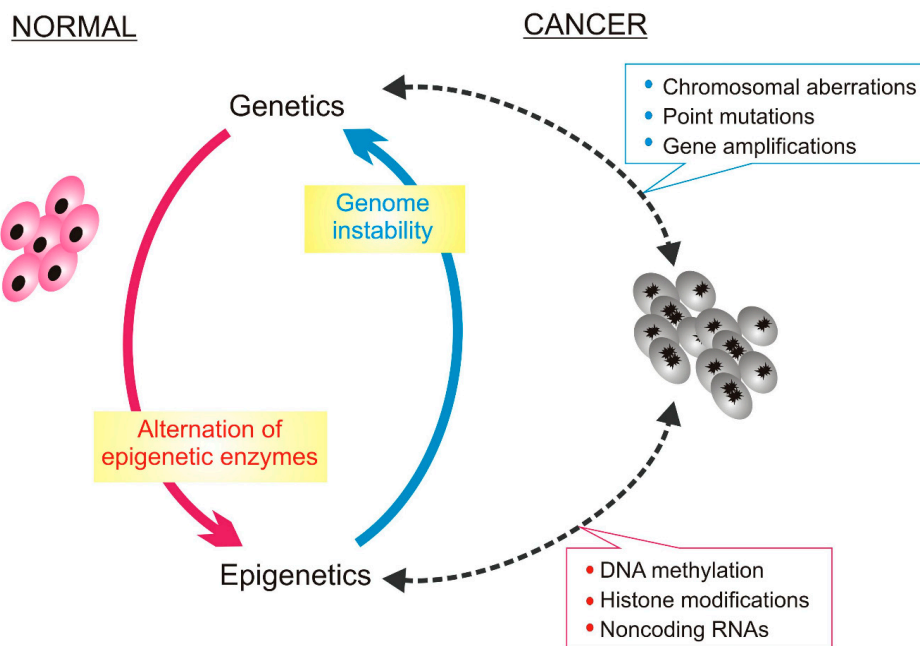 NORMAL
CANCER
Genetics
• Chromosomal aberrations
• Point mutations
• Gene amplifications
Genome
instability
Alternation of
epigenetic enzymes
Epigenetics
• DNA methylation
• Histone modifications
• Noncoding RNAs